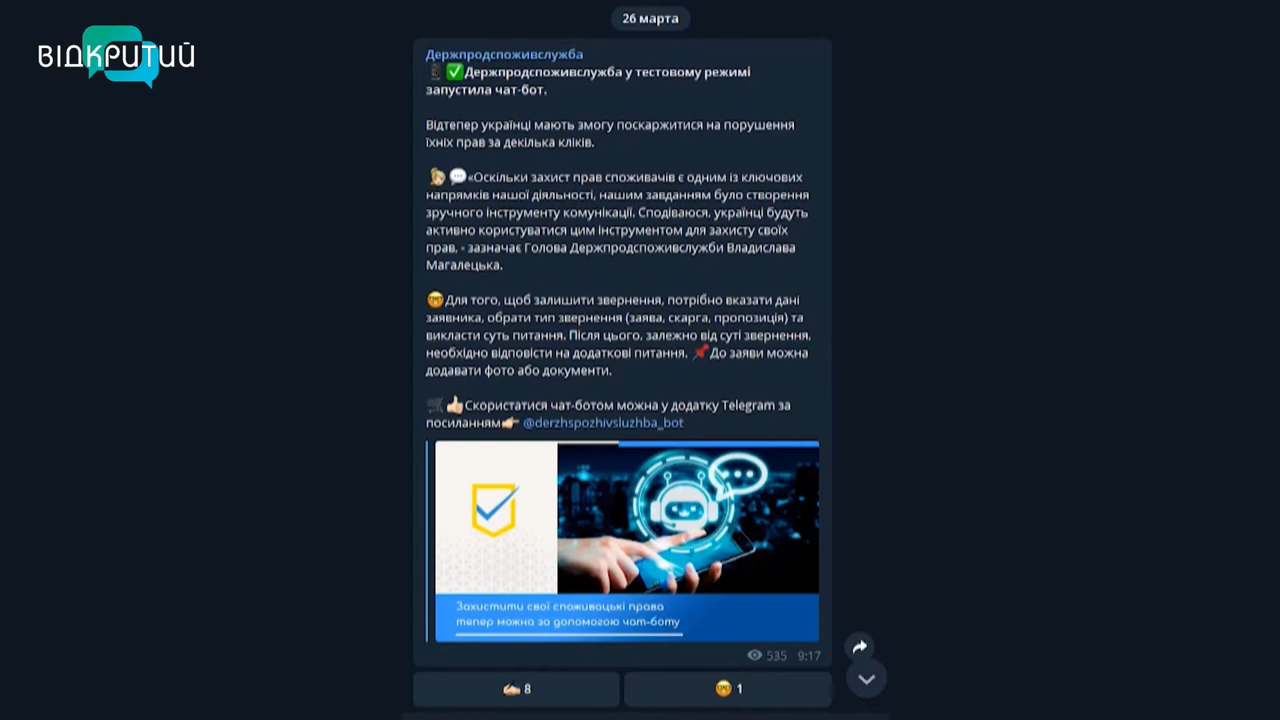 26 марта
ВІДКРИТИЙ
Держпродспоживслужба
📱✅Держпродспоживслужба у тестовому режимі
запустила чат-бот.
Відтепер українці мають змогу поскаржитися на порушення
їхніх прав за декілька кліків.
🙋🏼💬«Оскільки захист прав споживачів є одним із ключових
напрямків нашої діяльності, нашим завданням було створення
зручного інструменту комунікації. Сподіваюся, українці будуть
активно користуватися цим інструментом для захисту своїх
прав, - зазначає Голова Держпродспоживслужби Владислава
Магалецька.
🤓Для того, щоб залишити звернення, потрібно вказати дані
заявника, обрати тип звернення (заява, скарга, пропозиція) та
викласти суть питання. Після цього, залежно від суті звернення,
необхідно відповісти на додаткові питання. 📌До заяви можна
додавати фото або документи.
🛒👍🏻Скористатися чат-ботом можна у додатку Telegram за
посиланням👉🏻 @derzhspozhivsluzhba_bot
Захистити свої споживацькі права
тепер можна за допомогою чат-боту
535 9:17
✍🏻 8
🤓 1